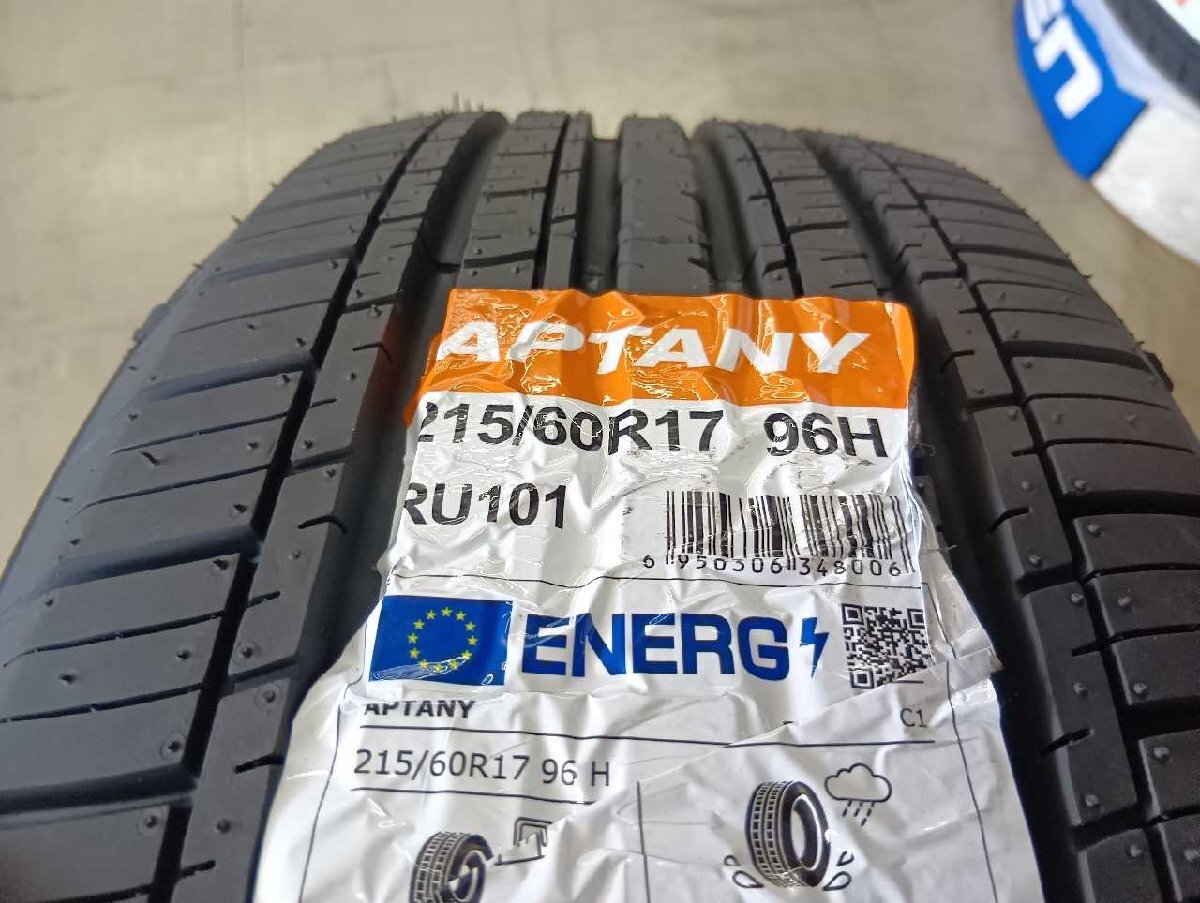 APTANY
215/60R17 96H
RU101
6 950306 348006
ENERG
APTANY
C1
215/60R17 96 H